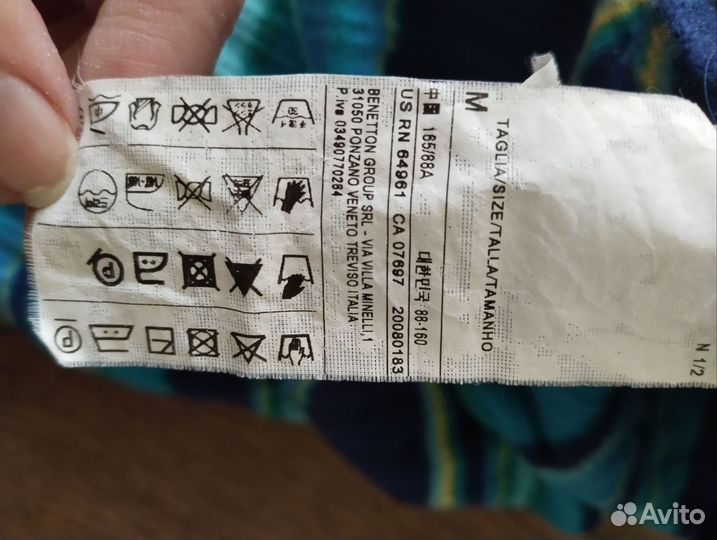 N 1/2
TAGLIA/SIZE/TALLA/TAMANHO
M
中国 165/88A 대한민국 88-160
US RN 64961 CA 07697 20080183
BENETTON GROUP SRL - VIA VILLA MINELLI,1
31050 PONZANO VENETO TREVISO ITALIA
P.iva 03490770264
P
P
Avito